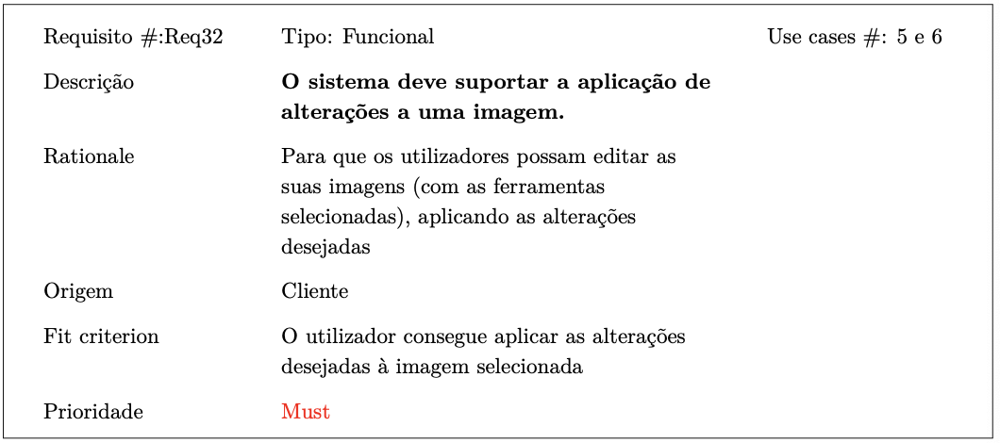 Requisito #:Req32 Tipo: Funcional Use cases #: 5 e 6
Descrição O sistema deve suportar a aplicação de
alterações a uma imagem.
Rationale Para que os utilizadores possam editar as
suas imagens (com as ferramentas
selecionadas), aplicando as alterações
desejadas
Origem Cliente
Fit criterion O utilizador consegue aplicar as alterações
desejadas à imagem selecionada
Prioridade Must